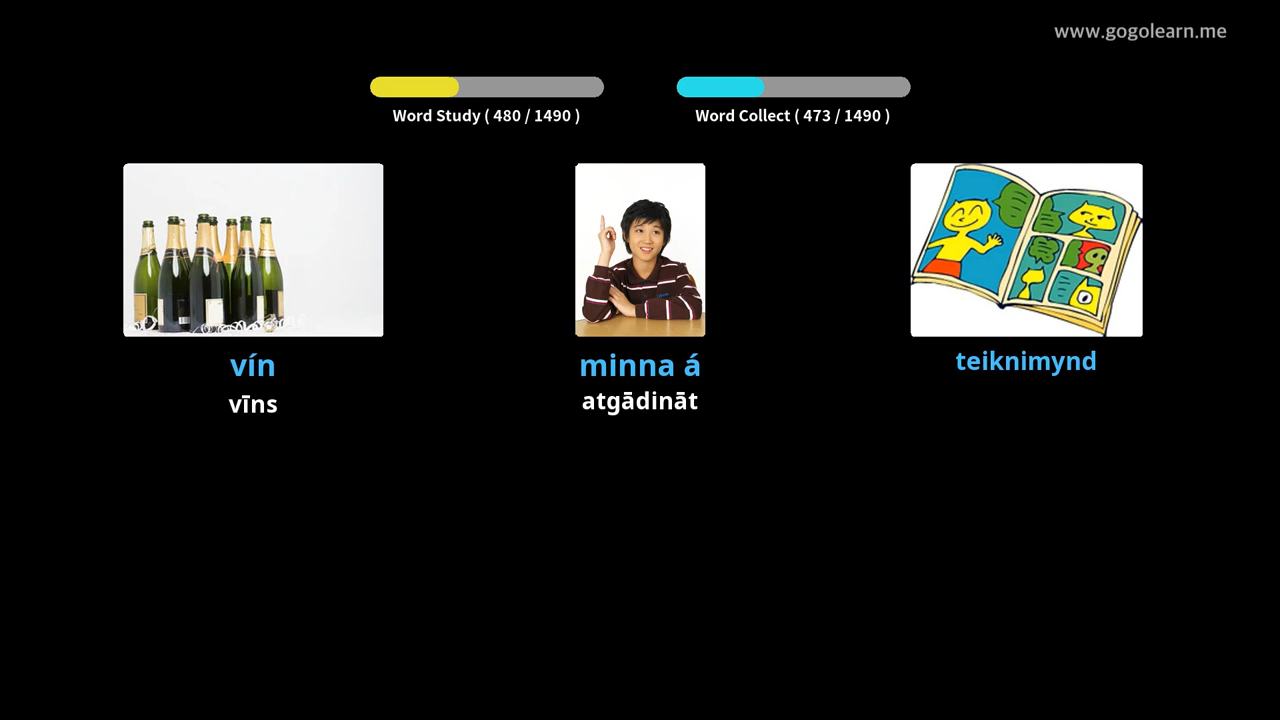 www.gogolearn.me
Word Study ( 480 / 1490 )
Word Collect ( 473 / 1490 )
vín
minna á
teiknimynd
vīns
atgādināt